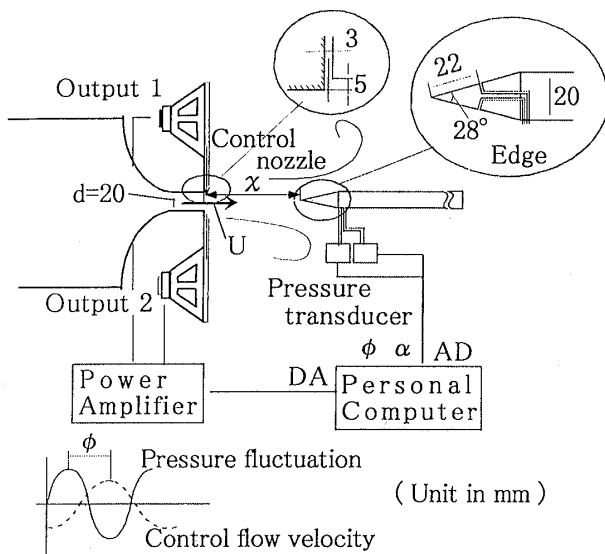 3
5
22
20
28°
Edge
Output 1
Control
nozzle
χ
d=20
U
Output 2
Pressure
transducer
φ α AD
DA
Power
Amplifier
Personal
Computer
φ
Pressure fluctuation
( Unit in mm )
Control flow velocity